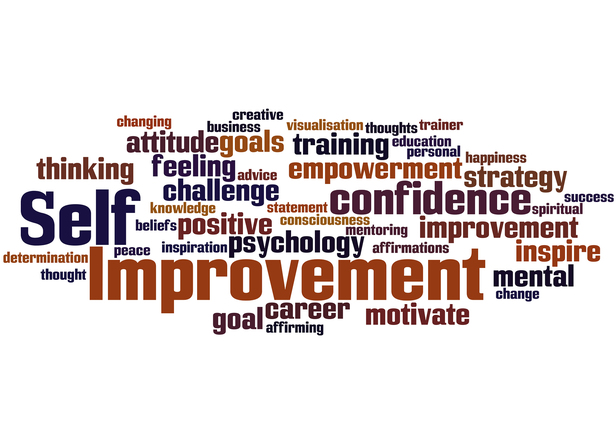 creative
changing
business
visualisation thoughts trainer
attitude goals training education
personal
thinking feeling advice empowerment happiness
strategy
challenge
Self confidence success
knowledge statement spiritual
beliefs positive consciousness
mentoring improvement
peace inspiration psychology affirmations inspire
determination
thought Improvement mental
change
goal career motivate
affirming